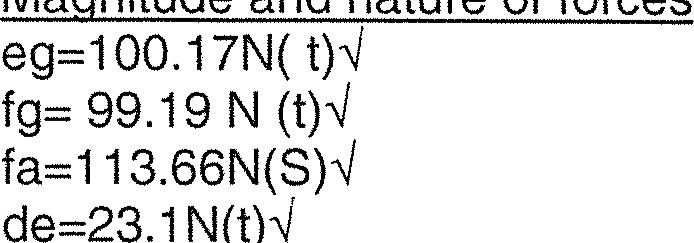 Magnitude and nature of forces
eg=100.17N( t)√
fg= 99.19 N (t)√
fa=113.66N(S)√
de=23.1N(t)√